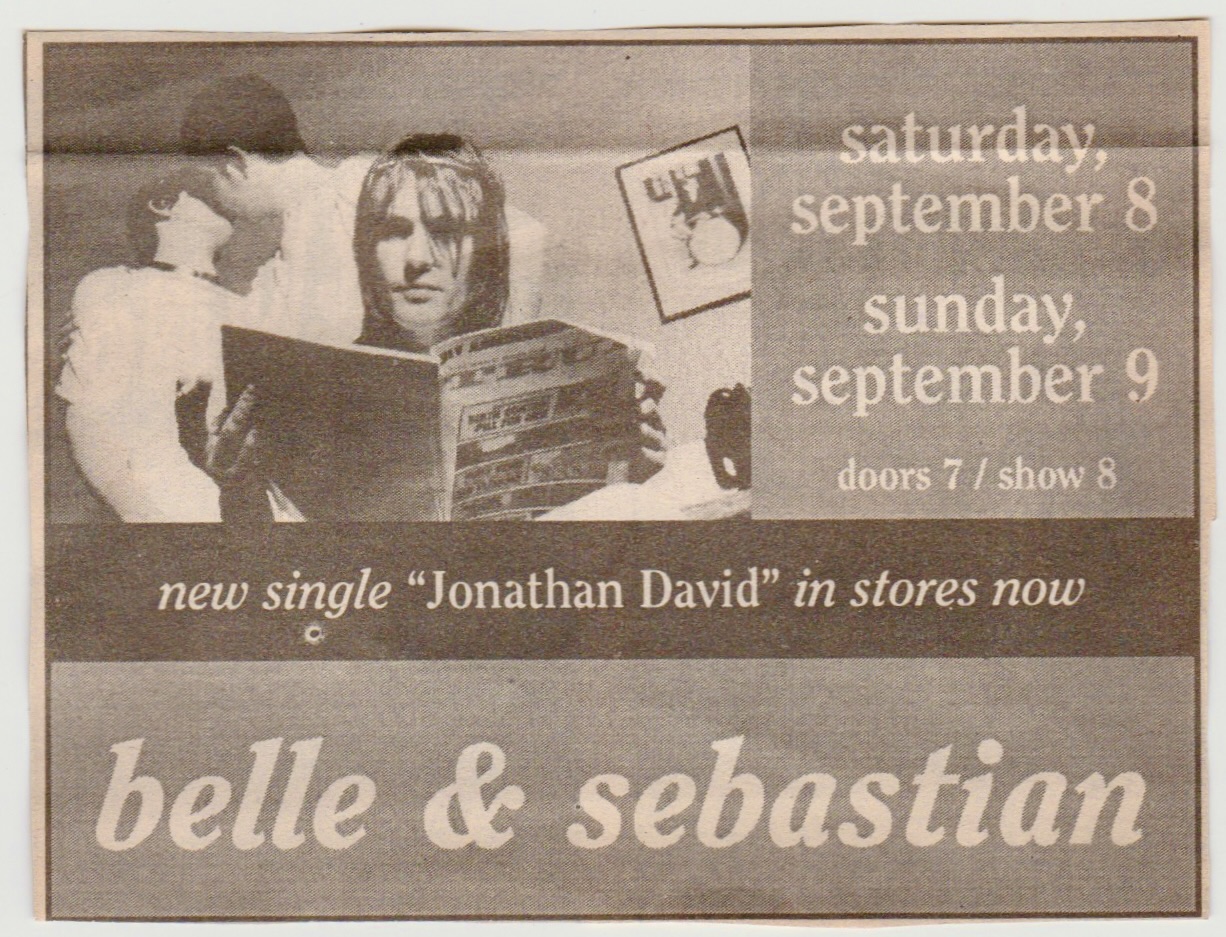 saturday,
september 8
sunday,
september 9
doors 7 / show 8
new single “Jonathan David” in stores now
belle & sebastian